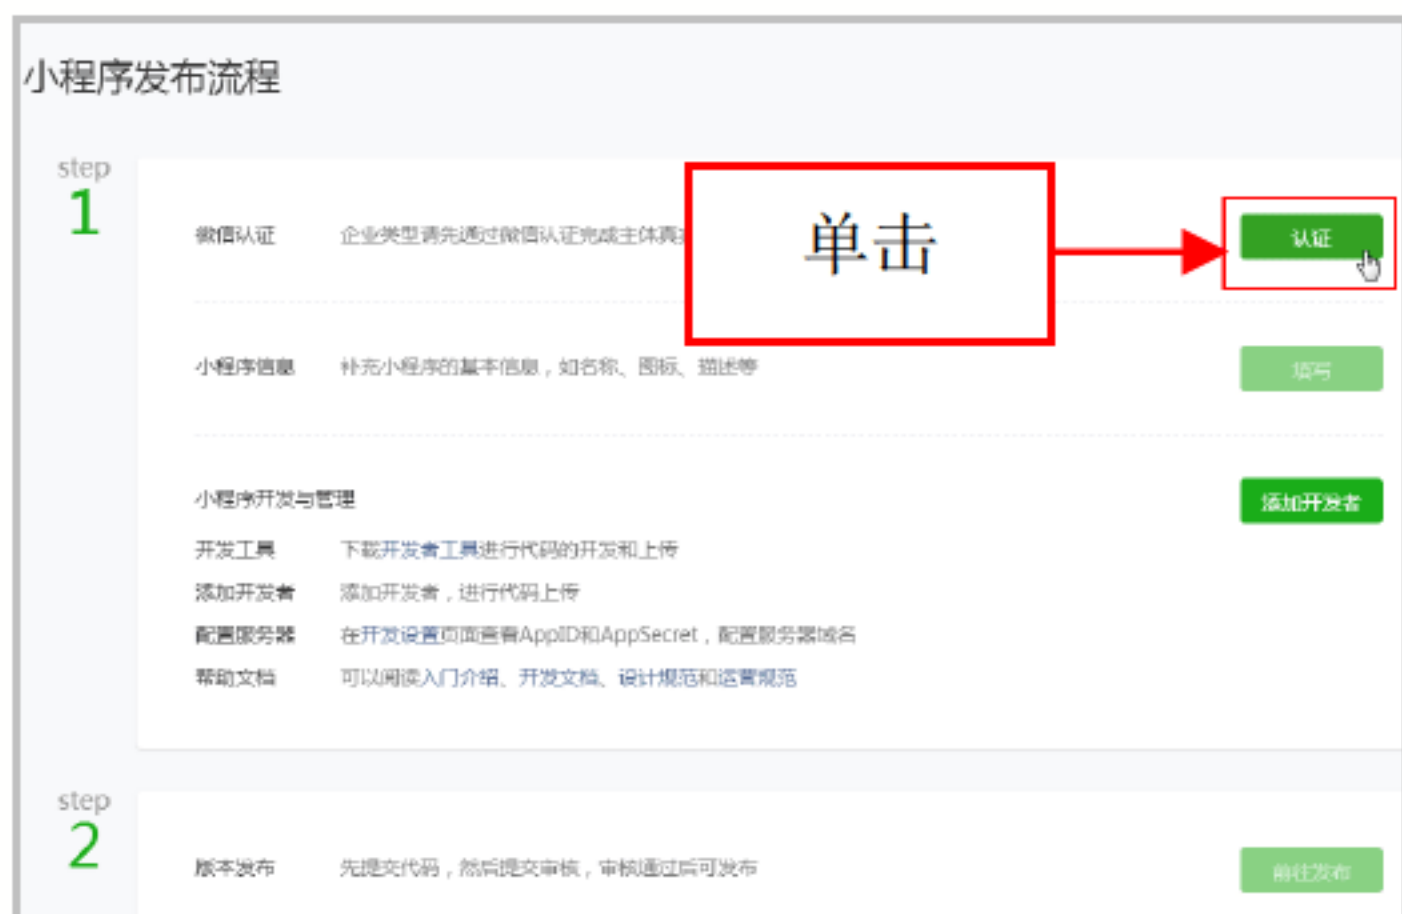 小程序发布流程
step
1
微信认证 企业类型请先通过微信认证完成主体真
单击
认证
小程序信息 补充小程序的基本信息，如名称、图标、描述等 填写
小程序开发与管理 添加开发者
开发工具 下载开发者工具进行代码的开发和上传
添加开发者 添加开发者，进行代码上传
配置服务器 在开发设置页面查看AppID和AppSecret，配置服务器域名
帮助文档 可以阅读入门介绍、开发文档、设计规范和运营规范
step
2
版本发布 先提交代码，然后提交审核，审核通过后可发布 前往发布